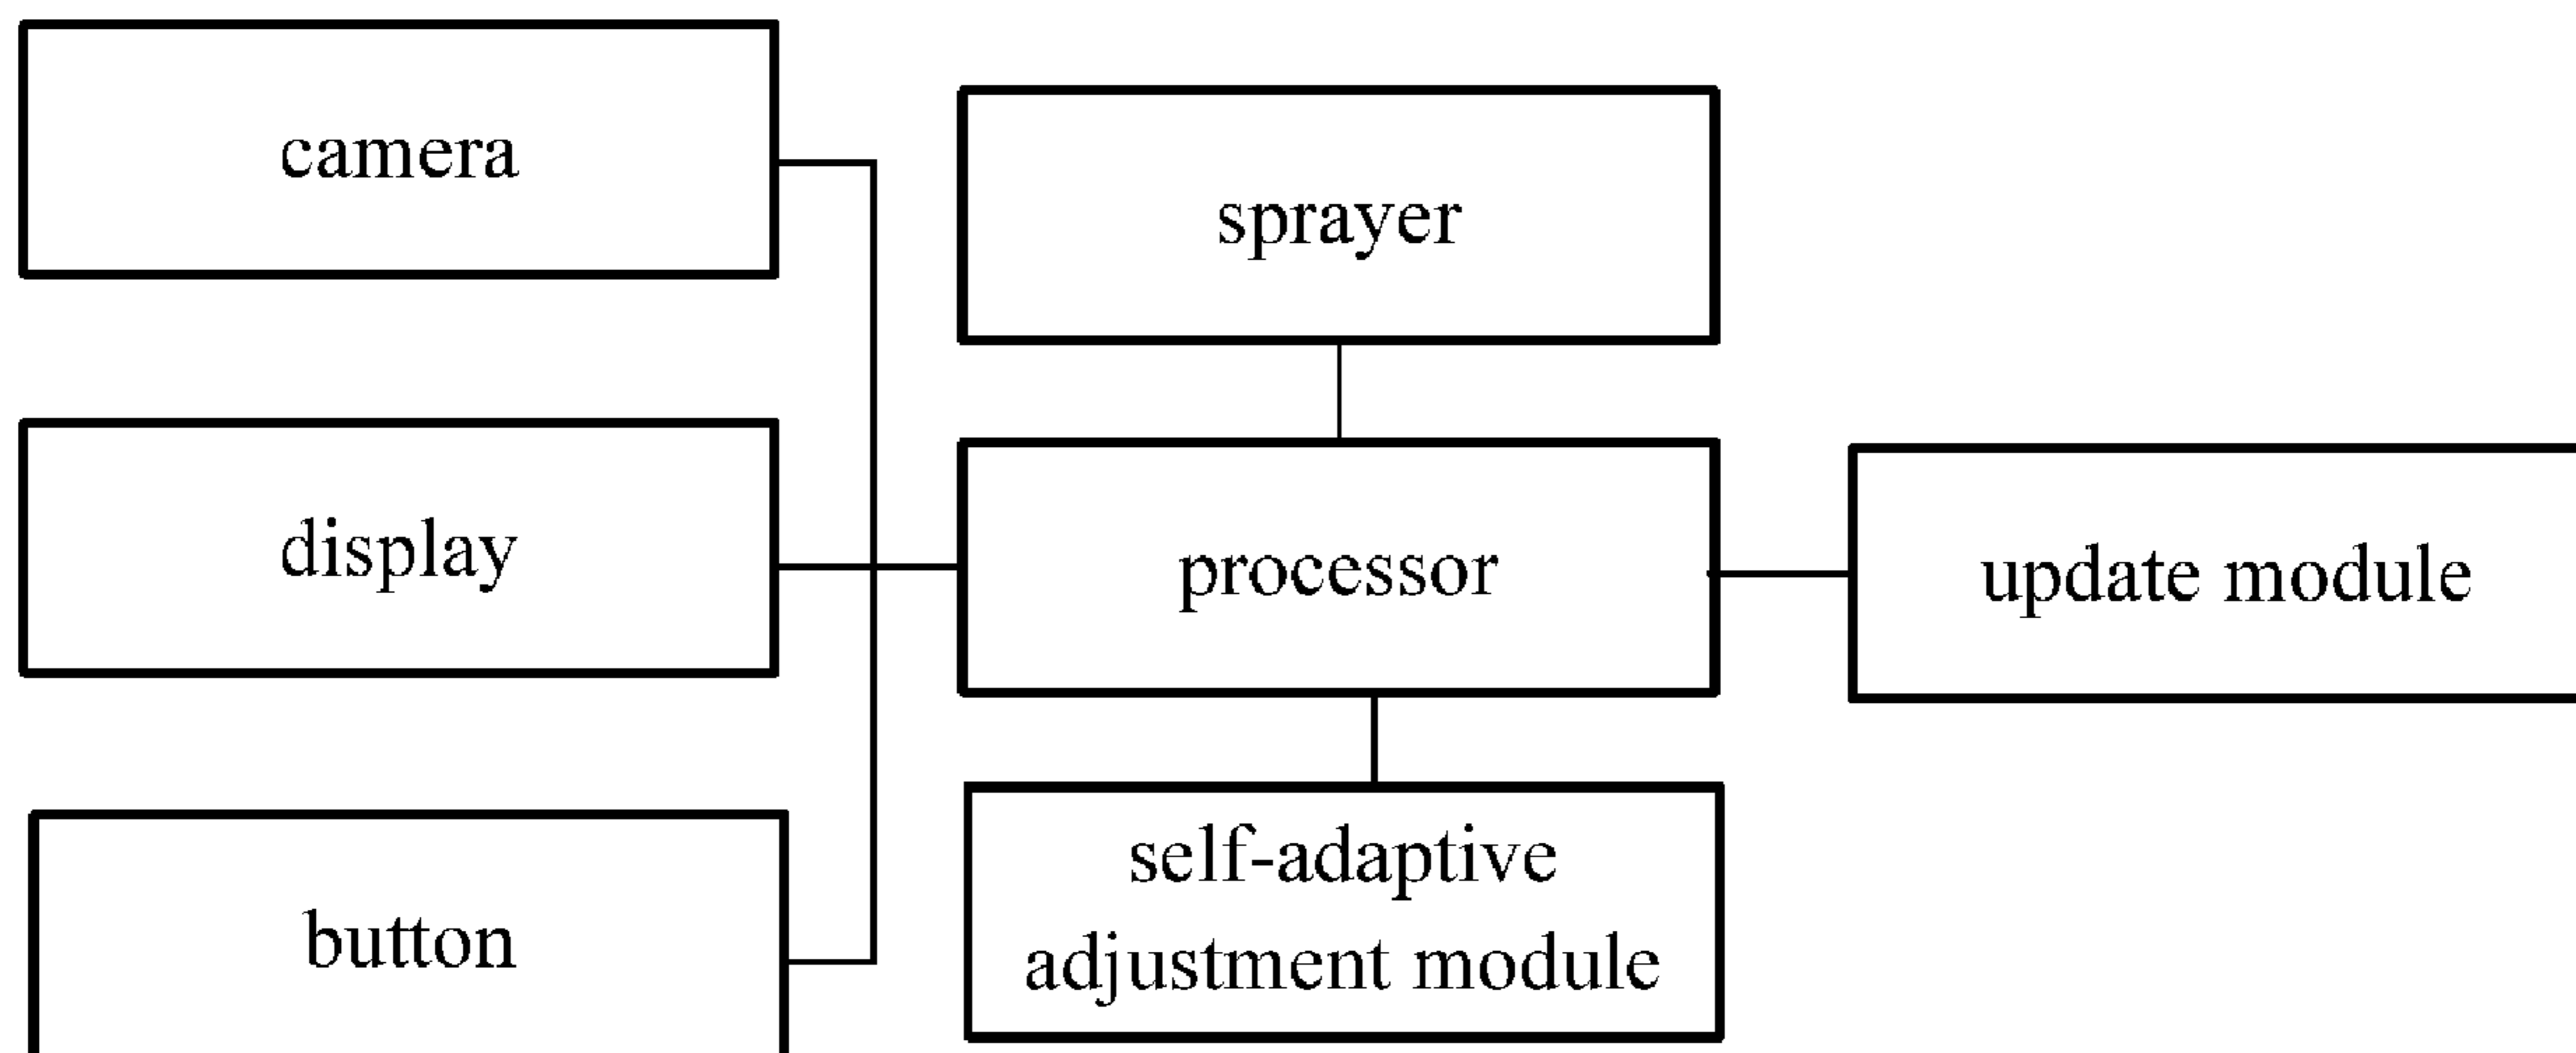 camera
sprayer
display
processor
update module
button
self-adaptive
adjustment module